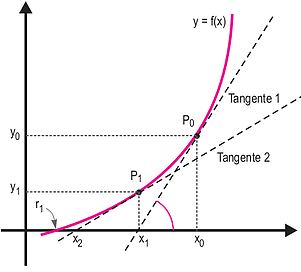 y = f(x)
Tangente 1
P₀
y₀
Tangente 2
P₁
y₁
r₁
x₂
x₁
x₀